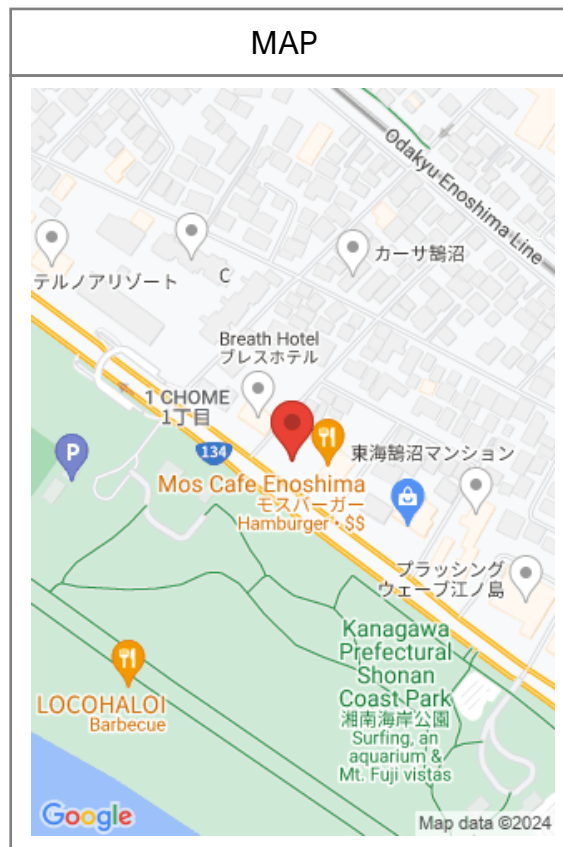 MAP
Odakyu Enoshima Line
カーサ鵠沼
テルノアリゾート
C
Breath Hotel
ブレスホテル
1 CHOME
1丁目
134
P
東海鵠沼マンション
Mos Cafe Enoshima
モスバーガー
Hamburger · $$
プラッシング
ウェーブ江ノ島
Kanagawa
Prefectural
Shonan
Coast Park
湘南海岸公園
Surfing, an
aquarium &
Mt. Fuji vistas
LOCOHALOI
Barbecue
Google
Map data ©2024